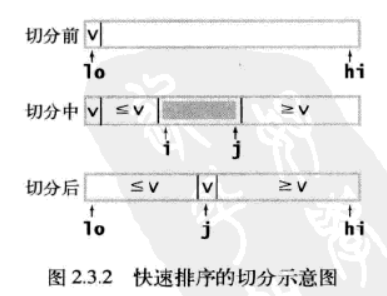 切分前 v
lo hi
切分中 v ≤v ≥v
i j
切分后 ≤v v ≥v
lo j hi
图 2.3.2 快速排序的切分示意图